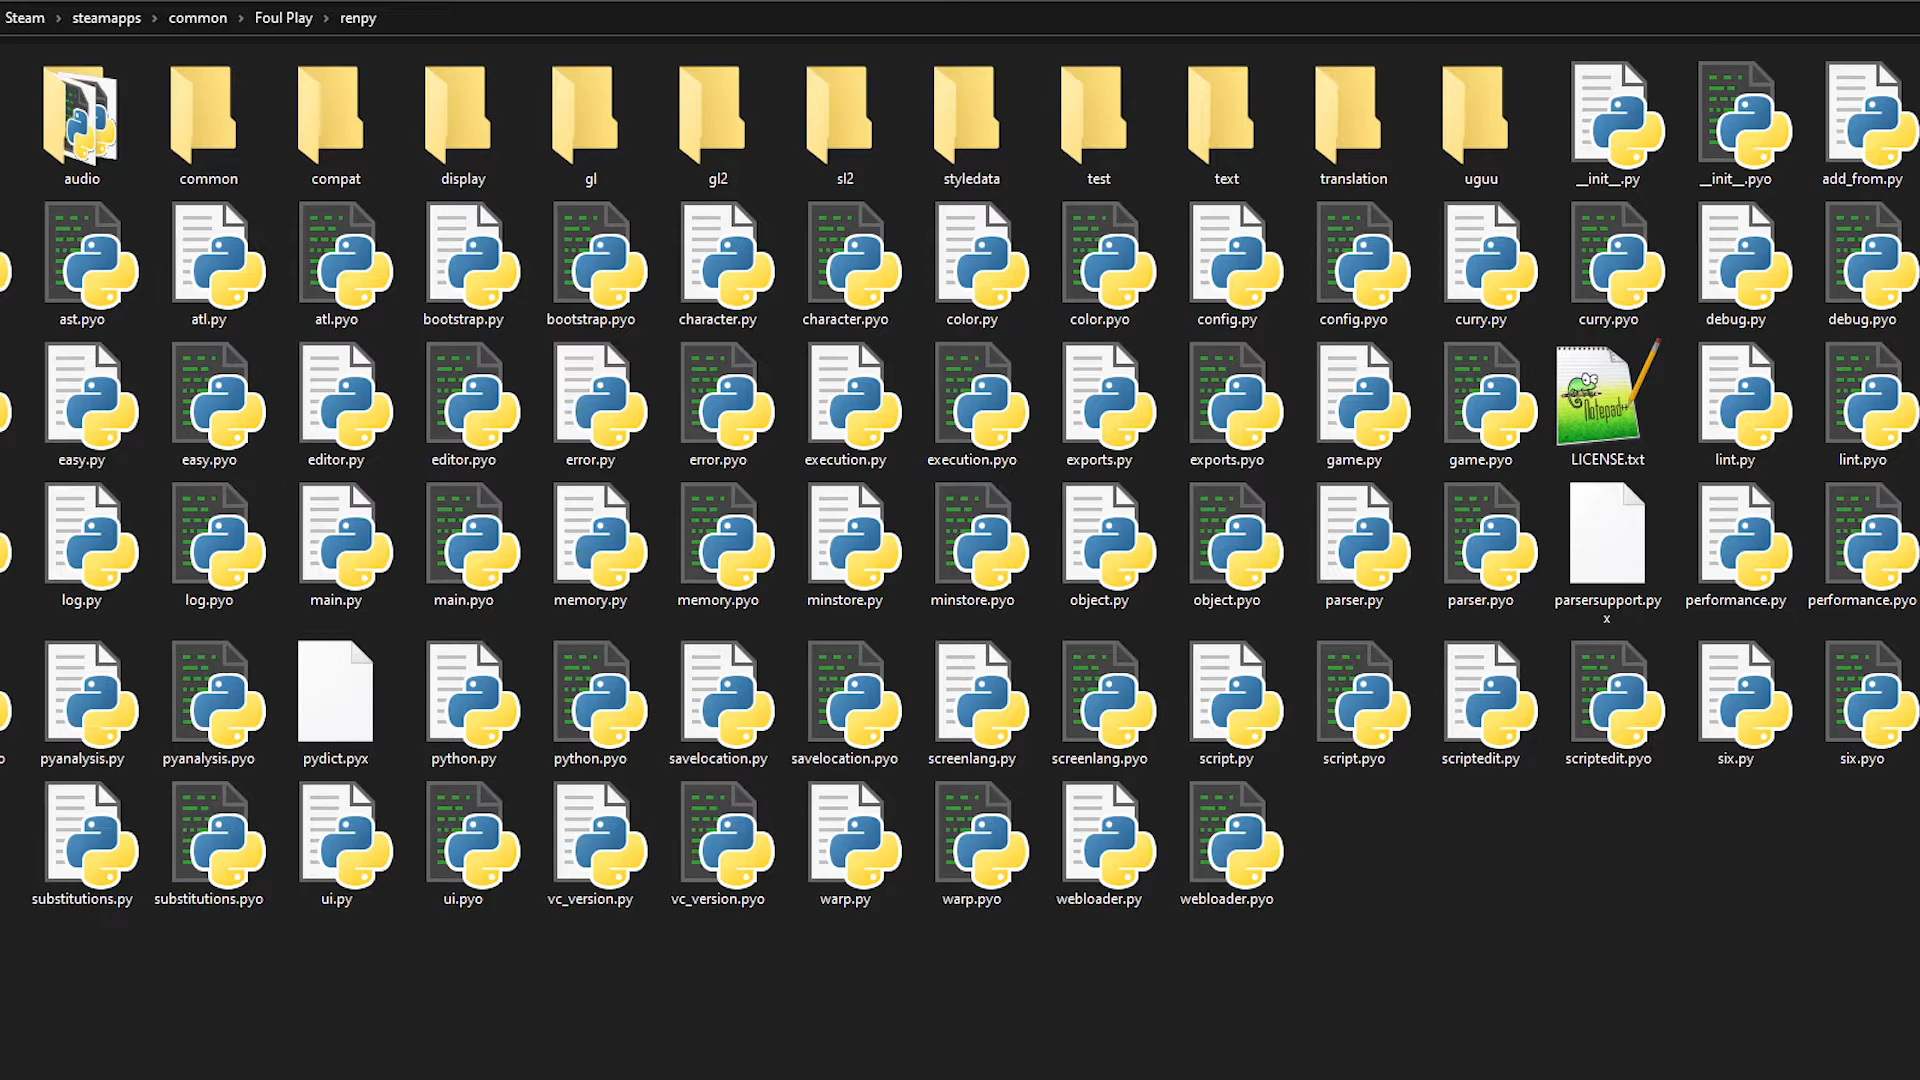 Steam › steamapps › common › Foul Play › renpy
audio common compat display gl gl2 sl2 styledata test text translation uguu __init__.py __init__.pyo add_from.py
ast.pyo atl.py atl.pyo bootstrap.py bootstrap.pyo character.py character.pyo color.py color.pyo config.py config.pyo curry.py curry.pyo debug.py debug.pyo
Notepad++
easy.py easy.pyo editor.py editor.pyo error.py error.pyo execution.py execution.pyo exports.py exports.pyo game.py game.pyo LICENSE.txt lint.py lint.pyo
log.py log.pyo main.py main.pyo memory.py memory.pyo minstore.py minstore.pyo object.py object.pyo parser.py parser.pyo parsersupport.py performance.py performance.pyo
x
o pyanalysis.py pyanalysis.pyo pydict.pyx python.py python.pyo savelocation.py savelocation.pyo screenlang.py screenlang.pyo script.py script.pyo scriptedit.py scriptedit.pyo six.py six.pyo
substitutions.py substitutions.pyo ui.py ui.pyo vc_version.py vc_version.pyo warp.py warp.pyo webloader.py webloader.pyo